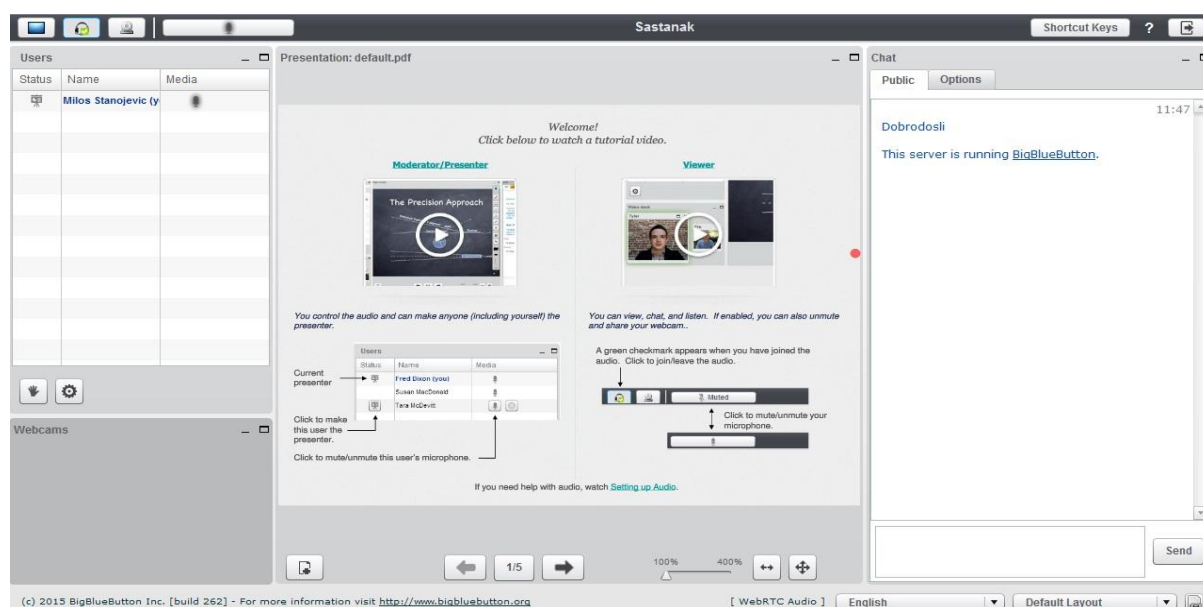 Sastanak
Shortcut Keys
?
Users
Status Name Media
Milos Stanojevic (y
Presentation: default.pdf
Welcome!
Click below to watch a tutorial video.
Moderator/Presenter
The Precision Approach
You control the audio and can make anyone (including yourself) the
presenter.
Users
Status Name Media
Current
presenter
Fred Dixon (you)
Susan MacDonald
Tara McDevitt
Click to make
this user the
presenter.
Click to mute/unmute this user's microphone.
Viewer
You can view, chat, and listen. If enabled, you can also unmute
and share your webcam..
A green checkmark appears when you have joined the
audio. Click to join/leave the audio.
Muted
Click to mute/unmute your
microphone.
If you need help with audio, watch Setting up Audio.
1/5
100% 400%
Webcams
Chat
Public Options
11:47
Dobrodosli
This server is running BigBlueButton.
Send
(c) 2015 BigBlueButton Inc. [build 262] - For more information visit http://www.bigbluebutton.org
[ WebRTC Audio ]
English
Default Layout